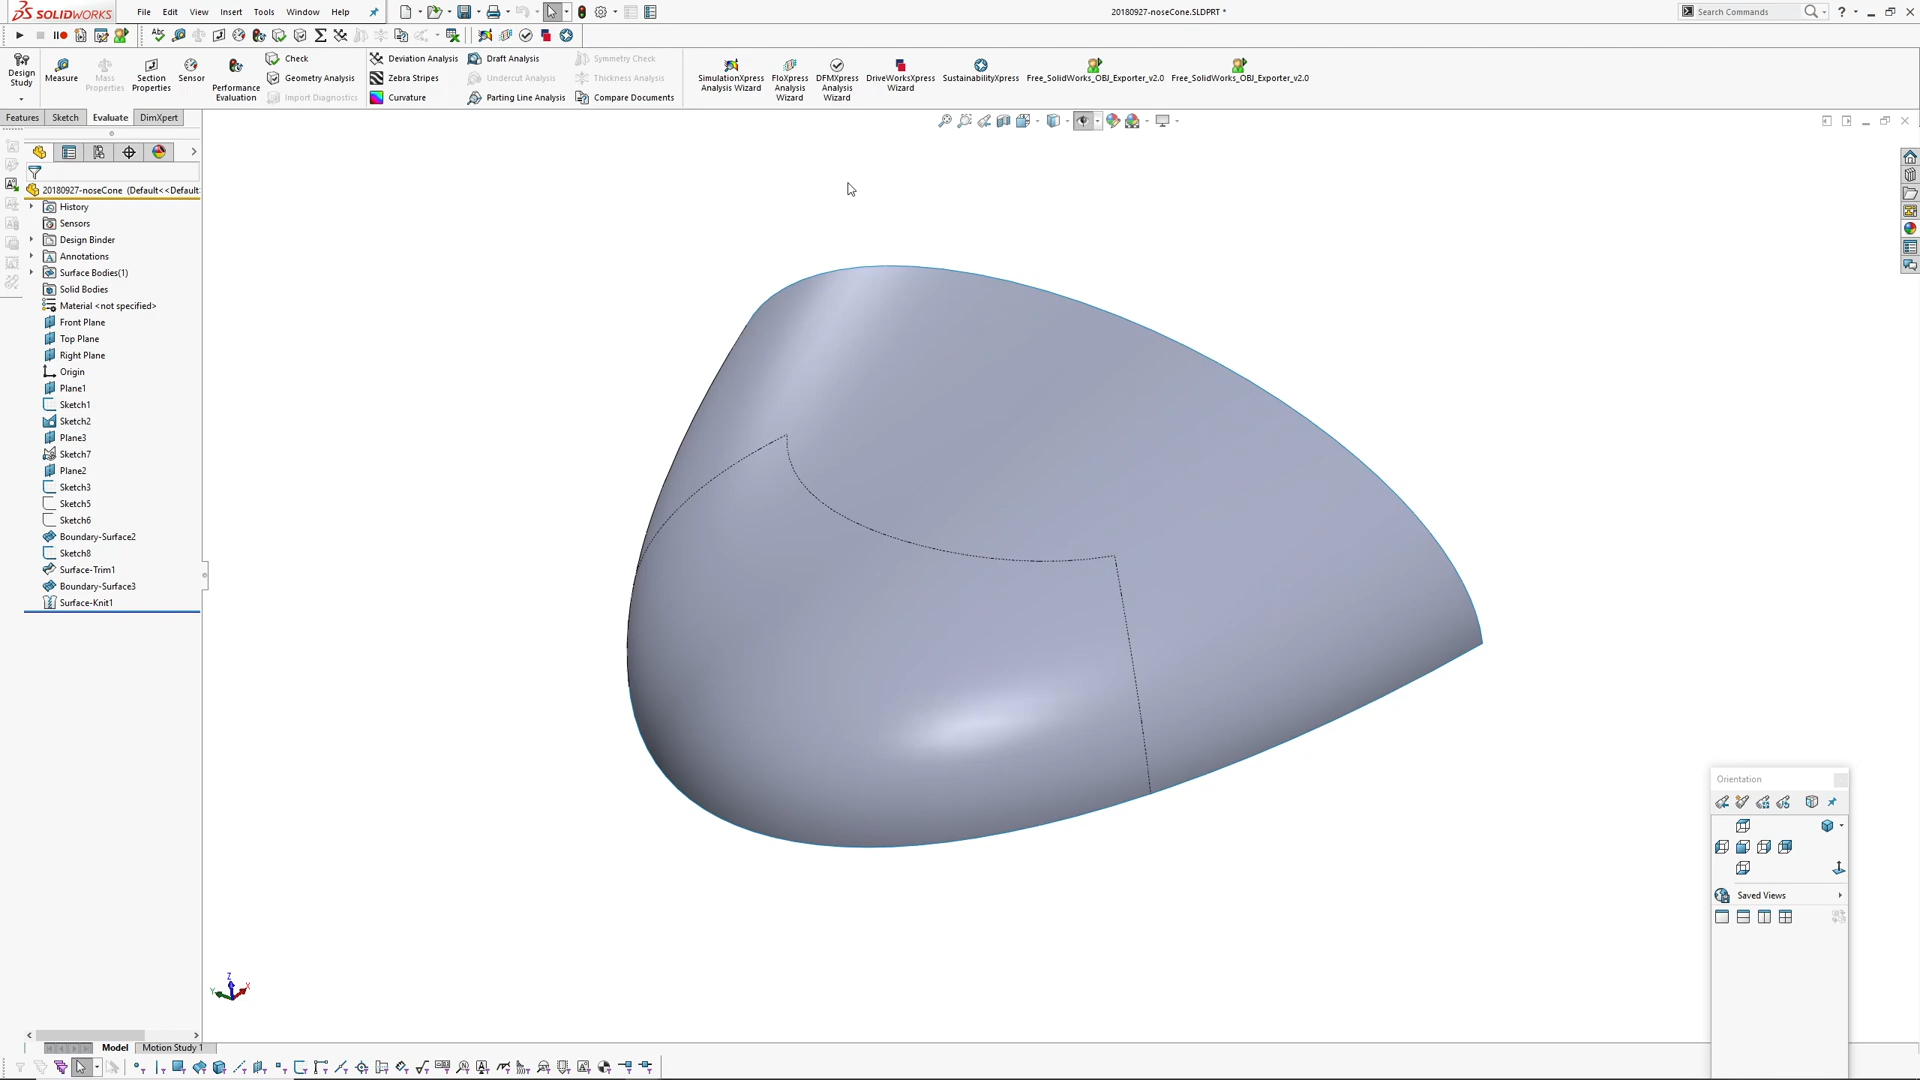 SOLIDWORKS File Edit View Insert Tools Window Help 20180927-noseCone.SLDPRT * Search Commands
Design Study
Measure
Mass Properties
Section Properties
Sensor
Performance Evaluation
Check
Geometry Analysis
Import Diagnostics
Deviation Analysis
Zebra Stripes
Curvature
Draft Analysis
Undercut Analysis
Parting Line Analysis
Symmetry Check
Thickness Analysis
Compare Documents
SimulationXpress Analysis Wizard
FloXpress Analysis Wizard
DFMXpress Analysis Wizard
DriveWorksXpress Wizard
SustainabilityXpress
Free_SolidWorks_OBJ_Exporter_v2.0
Free_SolidWorks_OBJ_Exporter_v2.0
Features Sketch Evaluate DimXpert
20180927-noseCone (Default<<Default
History
Sensors
Design Binder
Annotations
Surface Bodies(1)
Solid Bodies
Material <not specified>
Front Plane
Top Plane
Right Plane
Origin
Plane1
Sketch1
Sketch2
Plane3
Sketch7
Plane2
Sketch3
Sketch5
Sketch6
Boundary-Surface2
Sketch8
Surface-Trim1
Boundary-Surface3
Surface-Knit1
Orientation
Saved Views
Z
Y
X
Model Motion Study 1